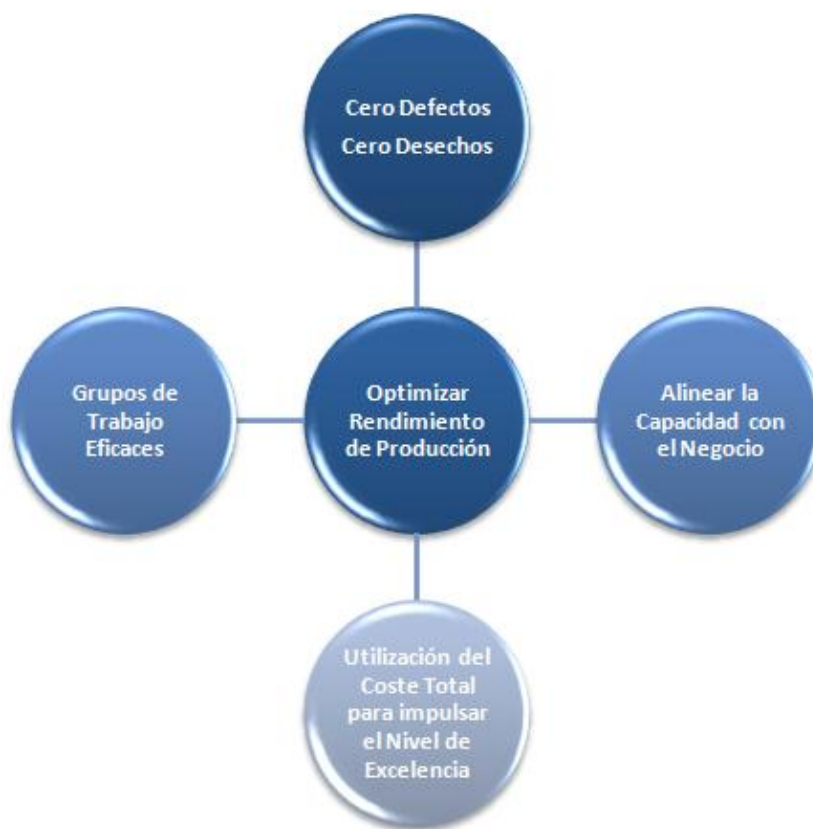 Cero Defectos
Cero Desechos
Grupos de
Trabajo
Eficaces
Optimizar
Rendimiento
de Producción
Alinear la
Capacidad con
el Negocio
Utilización del
Coste Total
para impulsar
el Nivel de
Excelencia